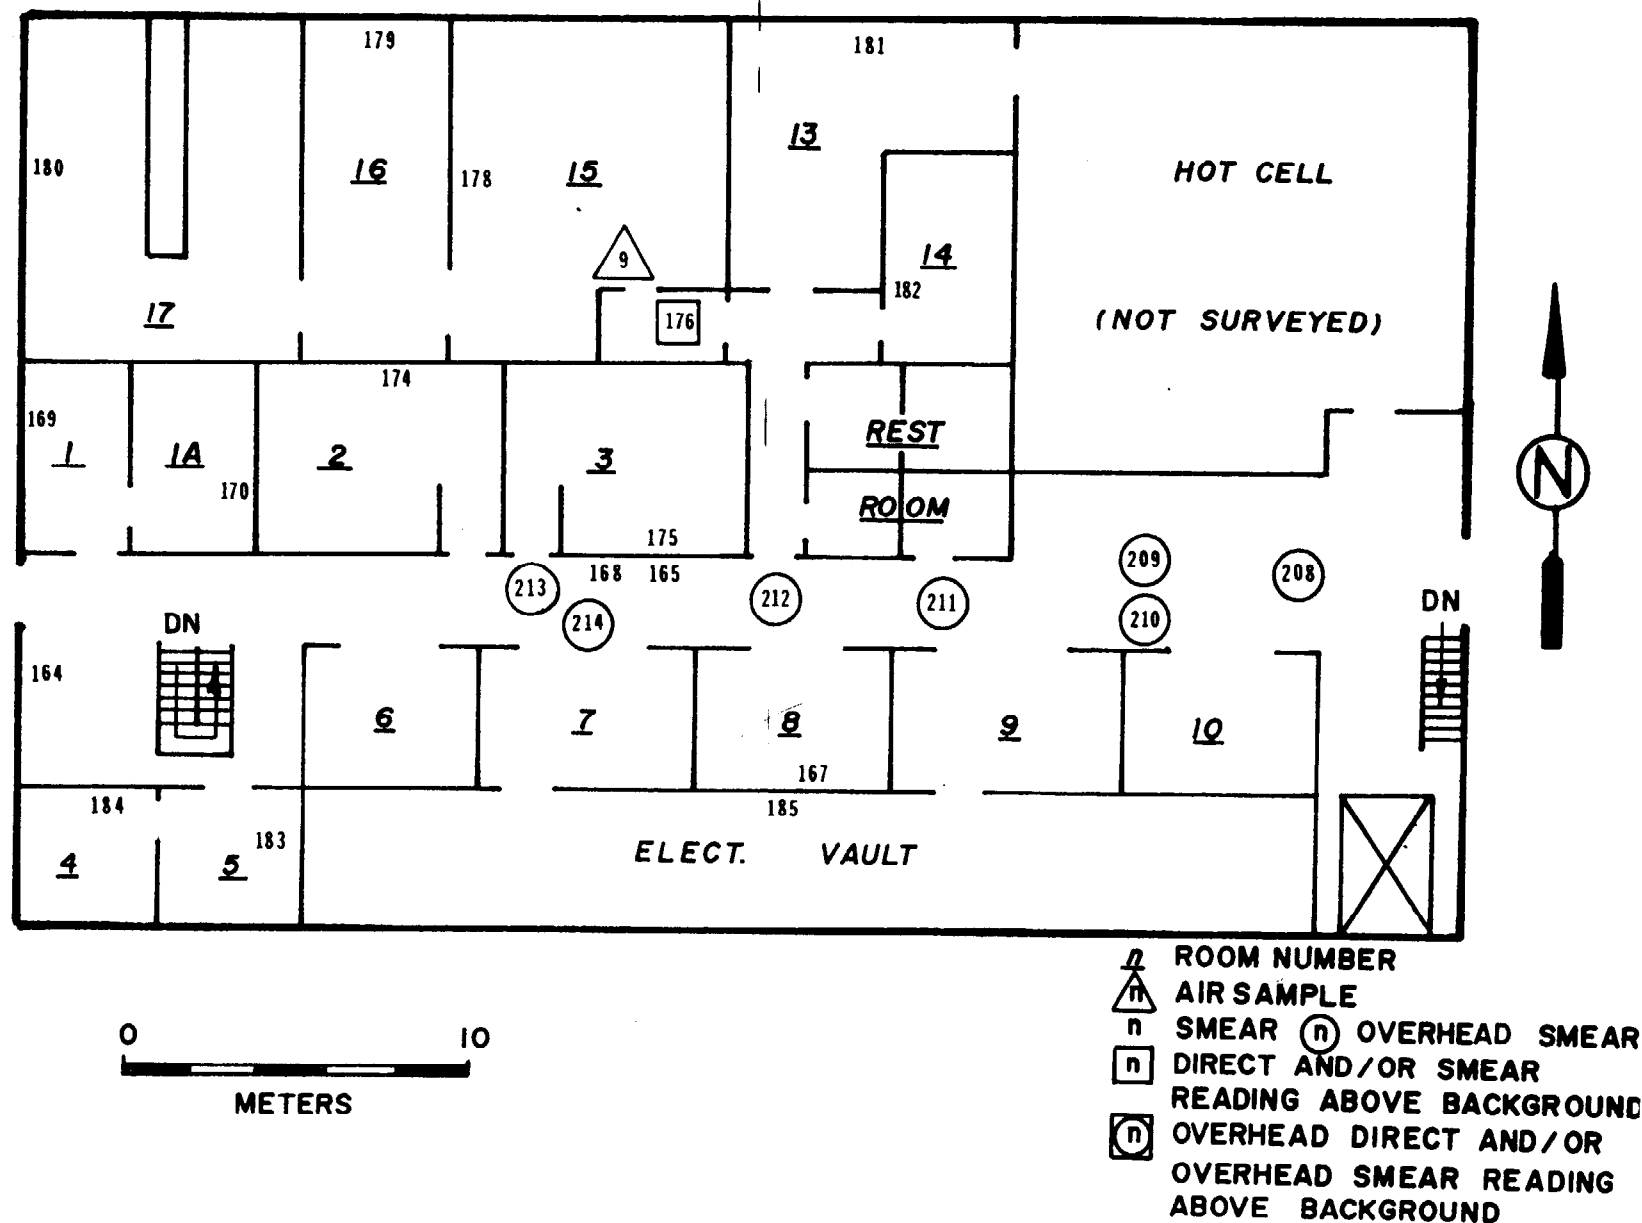 179
181
13
180
16
178
15
HOT CELL
9
14
182
17
176
(NOT SURVEYED)
174
169
1
1A
2
3
REST
170
N
ROOM
175
168
165
213
212
211
209
208
214
210
DN
DN
164
6
7
8
9
10
167
184
185
183
4
5
ELECT. VAULT
n ROOM NUMBER
n AIR SAMPLE
n SMEAR n OVERHEAD SMEAR
n DIRECT AND/OR SMEAR
READING ABOVE BACKGROUND
n OVERHEAD DIRECT AND/OR
OVERHEAD SMEAR READING
ABOVE BACKGROUND
0 10
METERS